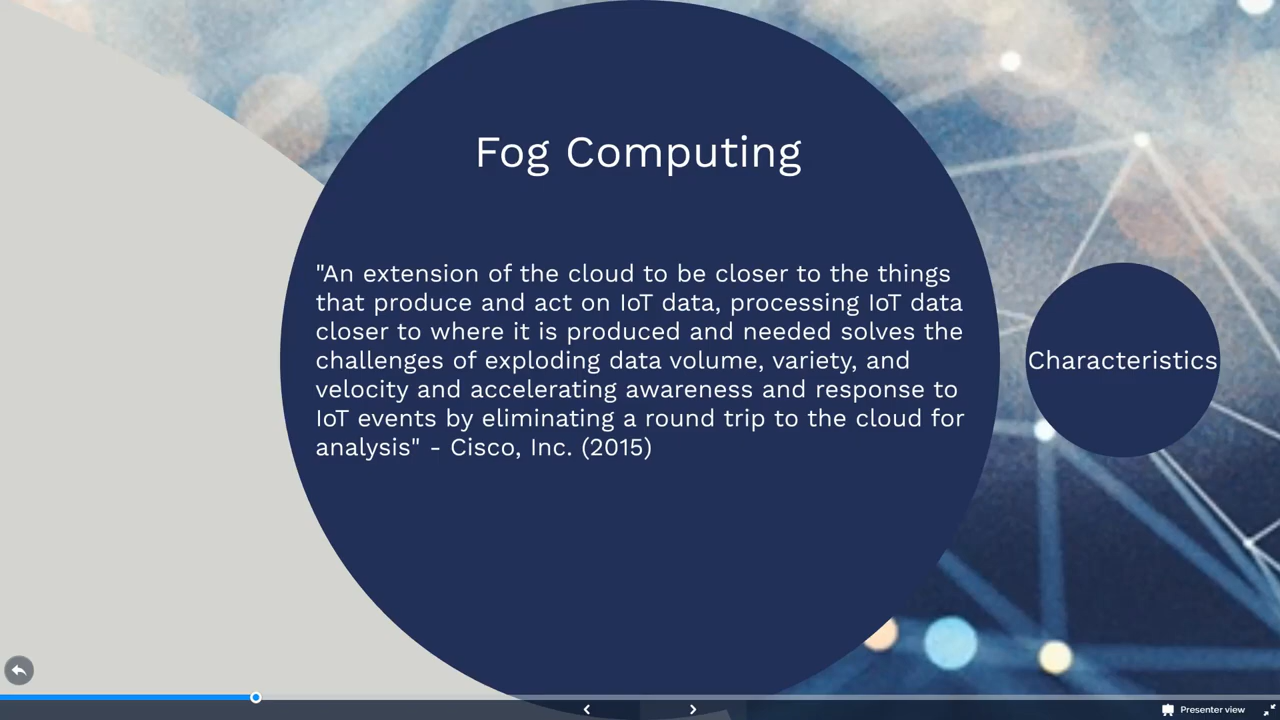 Fog Computing
"An extension of the cloud to be closer to the things
that produce and act on IoT data, processing IoT data
closer to where it is produced and needed solves the
challenges of exploding data volume, variety, and
velocity and accelerating awareness and response to
IoT events by eliminating a round trip to the cloud for
analysis" - Cisco, Inc. (2015)
Characteristics
Presenter view